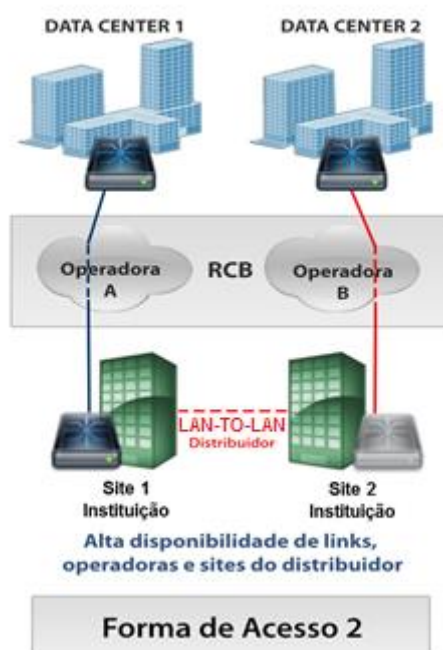 DATA CENTER 1
DATA CENTER 2
Operadora
A
RCB
Operadora
B
LAN-TO-LAN
Distribuidor
Site 1
Instituição
Site 2
Instituição
Alta disponibilidade de links,
operadoras e sites do distribuidor
Forma de Acesso 2